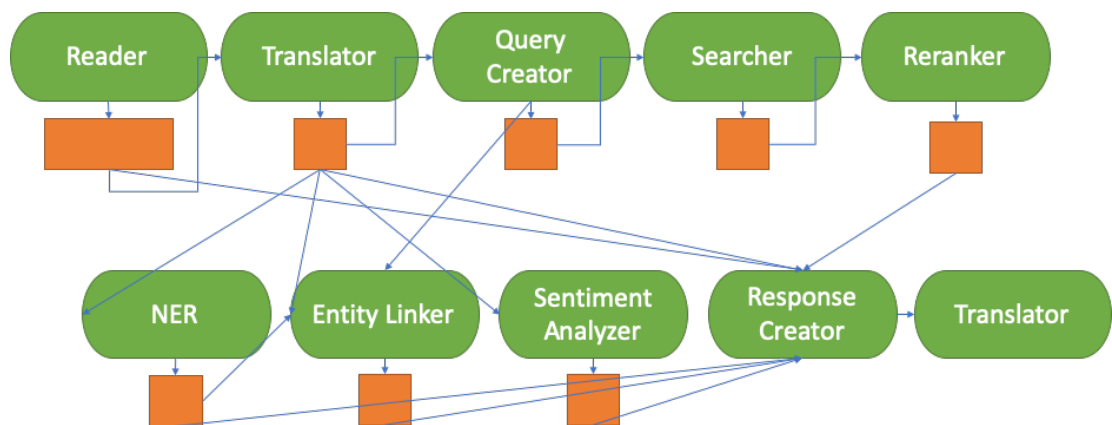 Reader
Translator
Query
Creator
Searcher
Reranker
NER
Entity Linker
Sentiment
Analyzer
Response
Creator
Translator